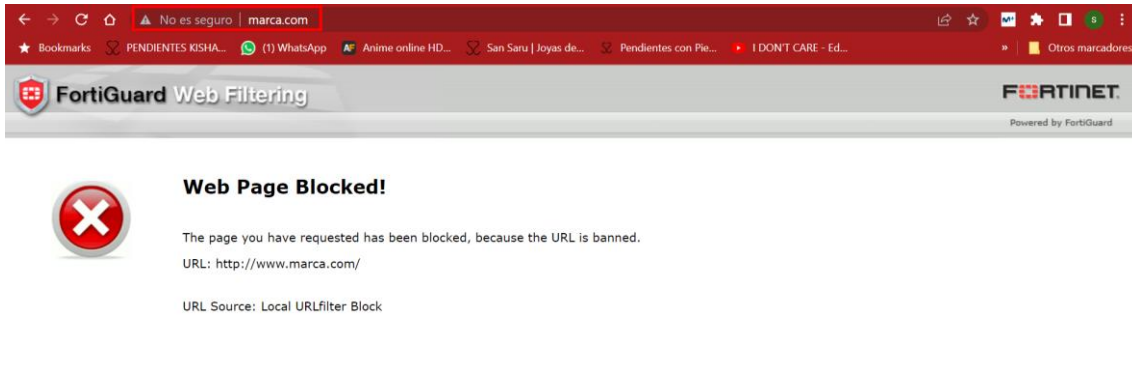 No es seguro | marca.com
Bookmarks PENDIENTES KISHA... (1) WhatsApp AF Anime online HD... San Saru | Joyas de... Pendientes con Pie... I DON'T CARE - Ed... » Otros marcadores
FortiGuard Web Filtering FORTINET
Powered by FortiGuard
Web Page Blocked!
The page you have requested has been blocked, because the URL is banned.
URL: http://www.marca.com/
URL Source: Local URLfilter Block